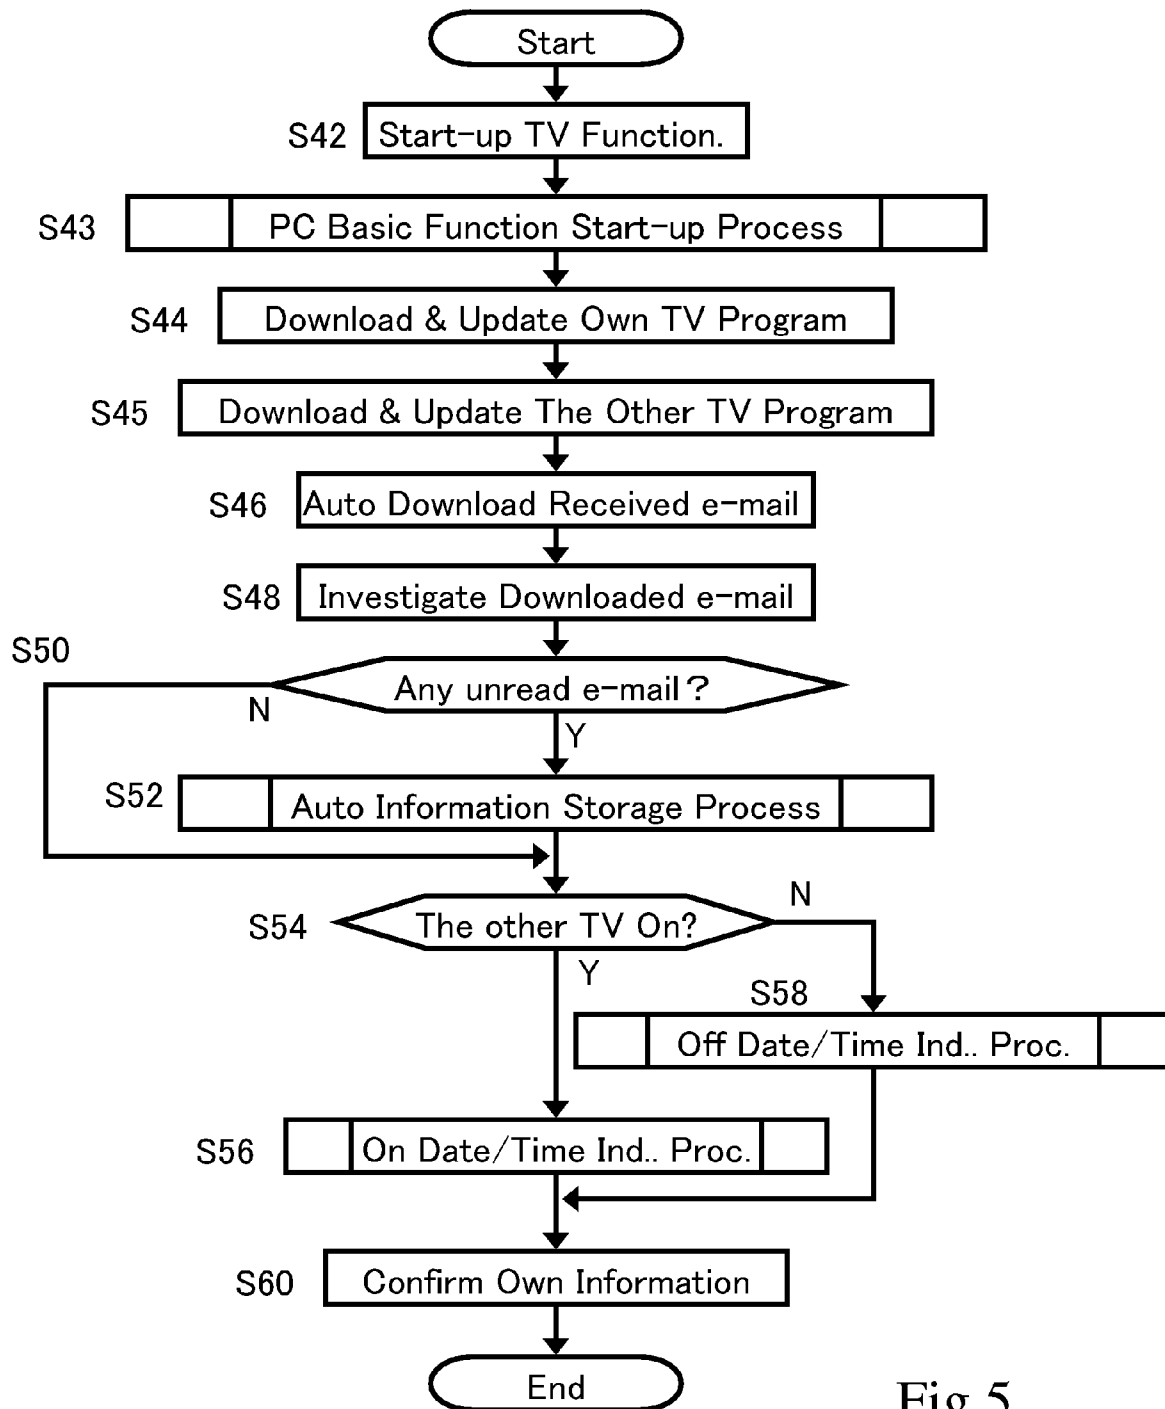 Start
S42 Start-up TV Function.
S43 PC Basic Function Start-up Process
S44 Download & Update Own TV Program
S45 Download & Update The Other TV Program
S46 Auto Download Received e-mail
S48 Investigate Downloaded e-mail
S50 Any unread e-mail?
N
Y
S52 Auto Information Storage Process
S54 The other TV On?
N
Y
S58
Off Date/Time Ind.. Proc.
S56 On Date/Time Ind.. Proc.
S60 Confirm Own Information
End
Fig.5